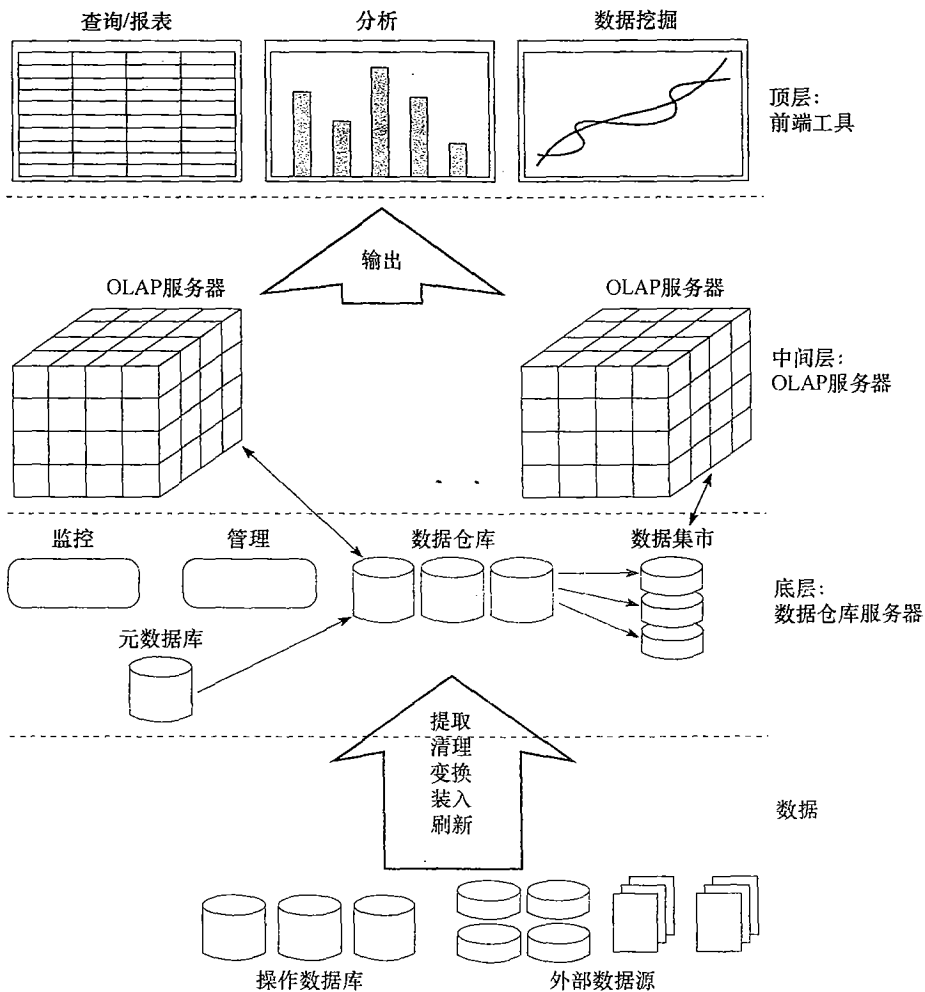 查询/报表
分析
数据挖掘
顶层：
前端工具
输出
OLAP服务器
OLAP服务器
中间层：
OLAP服务器
监控
管理
数据仓库
数据集市
底层：
数据仓库服务器
元数据库
提取
清理
变换
装入
刷新
数据
操作数据库
外部数据源